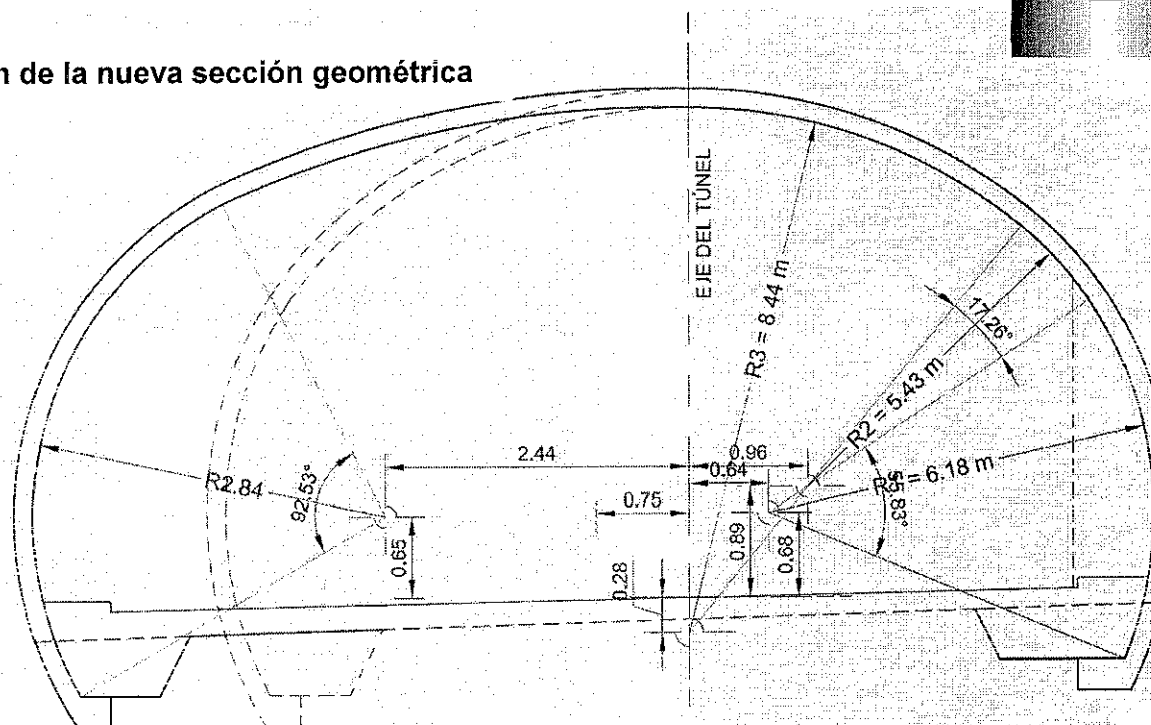 n de la nueva sección geométrica
EJE DEL TÚNEL
R3 = 8.44 m
17.26°
R2 = 5.43 m
= 6.18 m
55.83°
2.44
0.96
0.64
0.75
0.89
0.68
0.65
0.28
92.53°
2.84